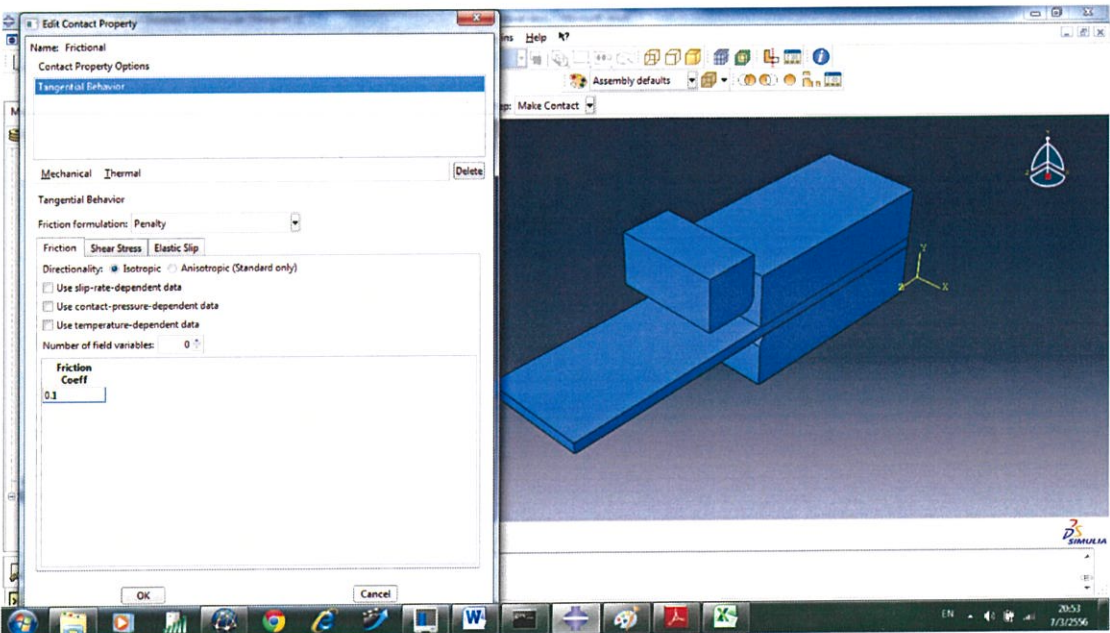 Edit Contact Property
Name: Frictional
Contact Property Options
Tangential Behavior
Mechanical Thermal
Delete
Tangential Behavior
Friction formulation: Penalty
Friction Shear Stress Elastic Slip
Directionality: Isotropic Anisotropic (Standard only)
Use slip-rate-dependent data
Use contact-pressure-dependent data
Use temperature-dependent data
Number of field variables: 0
Friction
Coeff
0.1
OK Cancel
Help
Assembly defaults
Make Contact
Y
Z X
SIMULIA
EN
20:53
7/3/2556